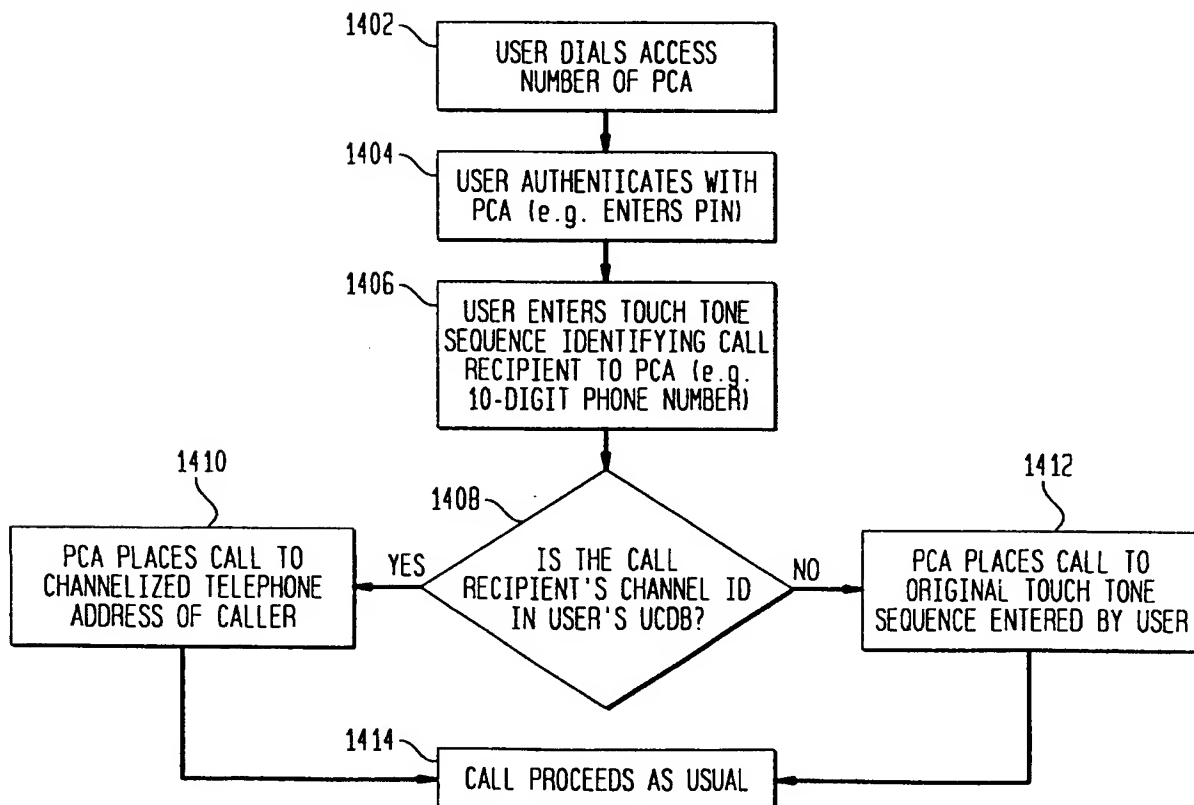 1402
USER DIALS ACCESS
NUMBER OF PCA
1404
USER AUTHENTICATES WITH
PCA (e.g. ENTERS PIN)
1406
USER ENTERS TOUCH TONE
SEQUENCE IDENTIFYING CALL
RECIPIENT TO PCA (e.g.
10-DIGIT PHONE NUMBER)
1408
IS THE CALL
RECIPIENT'S CHANNEL ID
IN USER'S UCDB?
YES
NO
1410
PCA PLACES CALL TO
CHANNELIZED TELEPHONE
ADDRESS OF CALLER
1412
PCA PLACES CALL TO
ORIGINAL TOUCH TONE
SEQUENCE ENTERED BY USER
1414
CALL PROCEEDS AS USUAL